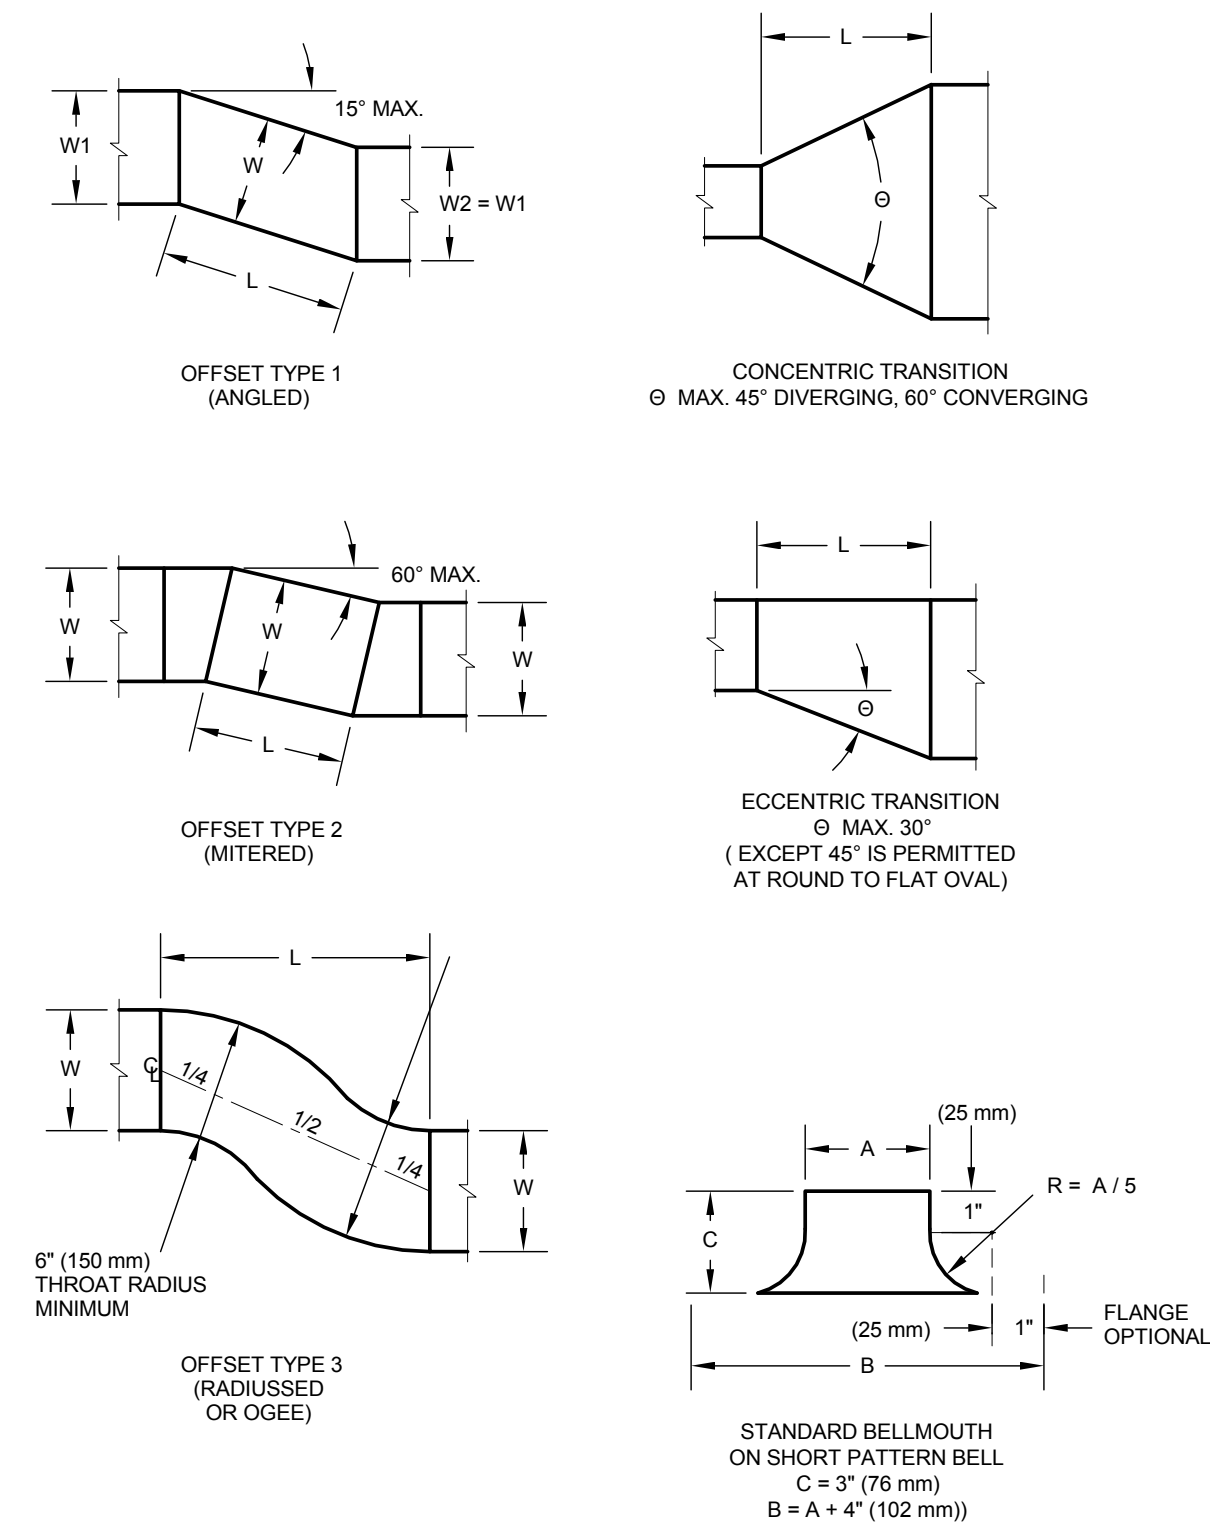 15° MAX.
W1
W
W2 = W1
L
OFFSET TYPE 1
(ANGLED)
L
Θ
CONCENTRIC TRANSITION
Θ MAX. 45° DIVERGING, 60° CONVERGING
60° MAX.
W
W
W
L
OFFSET TYPE 2
(MITERED)
L
Θ
ECCENTRIC TRANSITION
Θ MAX. 30°
( EXCEPT 45° IS PERMITTED
AT ROUND TO FLAT OVAL)
L
W
CL
1/4
1/2
1/4
W
6" (150 mm)
THROAT RADIUS
MINIMUM
OFFSET TYPE 3
(RADIUSSED
OR OGEE)
(25 mm)
A
R = A / 5
1"
C
(25 mm)
1"
FLANGE
OPTIONAL
B
STANDARD BELLMOUTH
ON SHORT PATTERN BELL
C = 3" (76 mm)
B = A + 4" (102 mm))